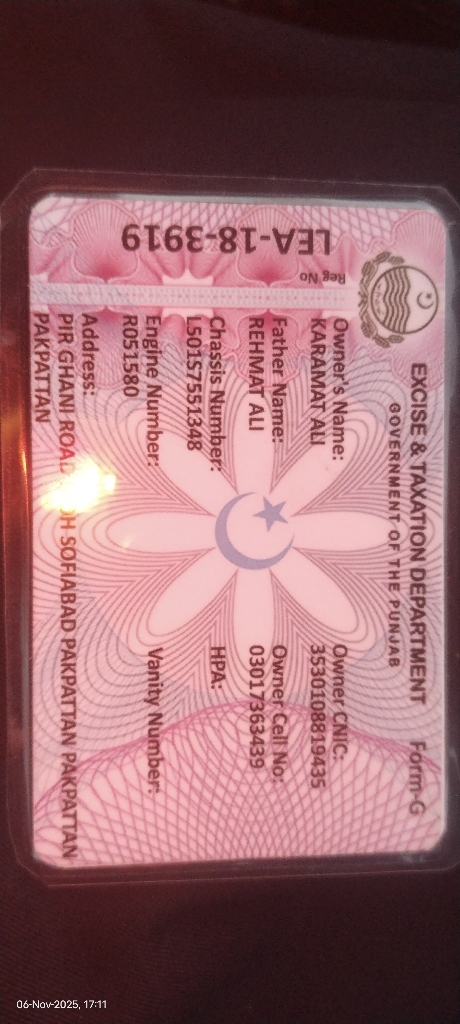 EXCISE & TAXATION DEPARTMENT Form-G
GOVERNMENT OF THE PUNJAB
Reg No
LEA-18-3919
Owner's Name: Owner CNIC:
KARAMAT ALI 3530108819435
Father Name: Owner Cell No:
REHMAT ALI 03017363439
Chassis Number: HPA:
LS01S7551348
Engine Number: Vanity Number:
R051580
Address:
PIR GHANI ROAD SOFIABAD PAKPATTAN PAKPATTAN
PAKPATTAN
06-Nov-2025, 17:11